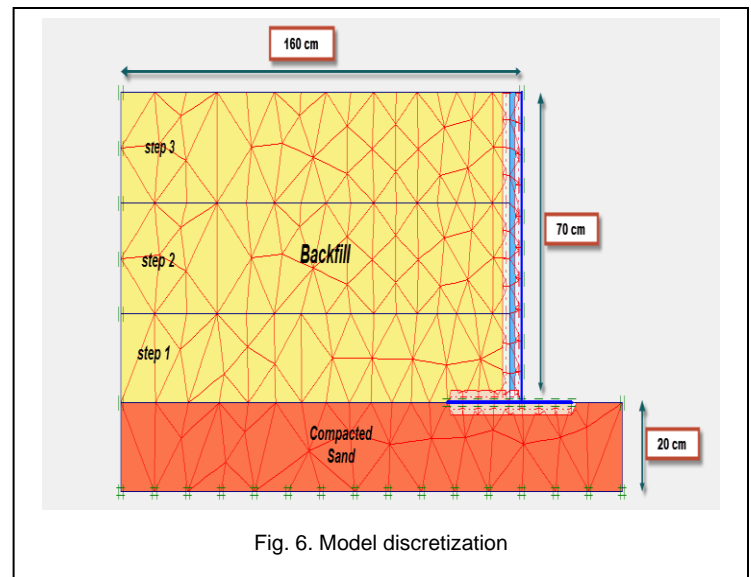 160 cm
step 3
70 cm
Backfill
step 2
step 1
Compacted
Sand
20 cm
Fig. 6. Model discretization